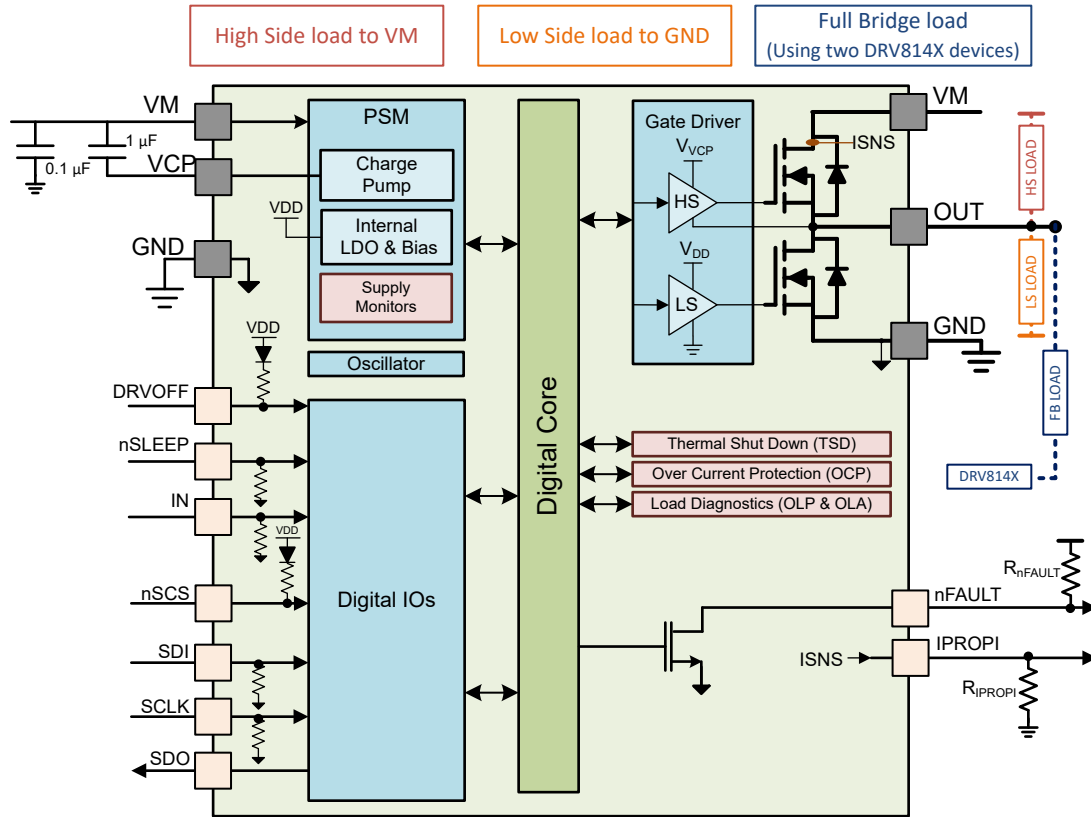 High Side load to VM
Low Side load to GND
Full Bridge load
(Using two DRV814X devices)
VM
0.1 µF
1 µF
VCP
GND
DRVOFF
nSLEEP
IN
nSCS
SDI
SCLK
SDO
PSM
Charge
Pump
VDD
Internal
LDO & Bias
Supply
Monitors
Oscillator
VDD
VDD
Digital IOs
Digital Core
Gate Driver
VVCP
HS
VDD
LS
ISNS
Thermal Shut Down (TSD)
Over Current Protection (OCP)
Load Diagnostics (OLP & OLA)
ISNS
VM
OUT
GND
HS LOAD
LS LOAD
FB LOAD
DRV814X
RnFAULT
nFAULT
IPROPI
RIPROPI